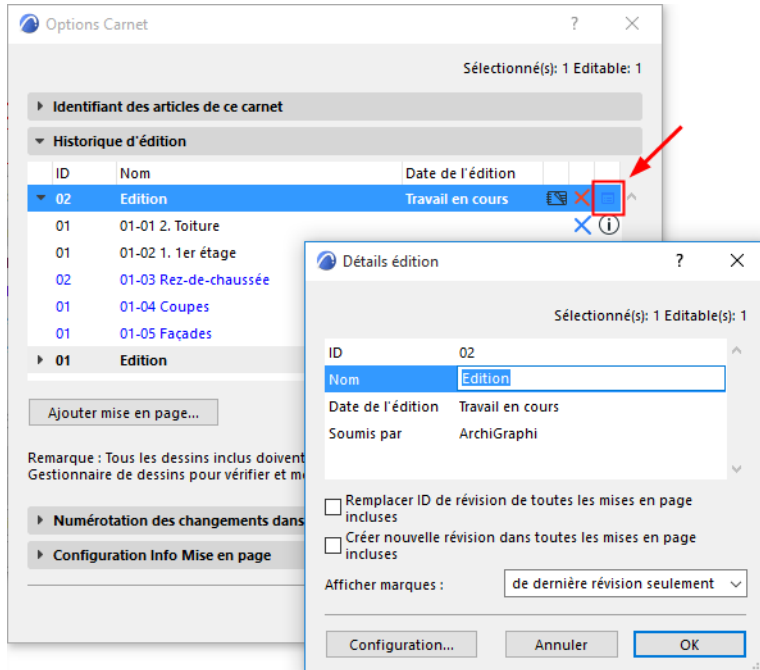 Options Carnet ? ×
Sélectionné(s): 1 Editable: 1
Identifiant des articles de ce carnet
Historique d'édition
ID Nom Date de l'édition
02 Edition Travail en cours
01 01-01 2. Toiture
01 01-02 1. 1er étage
02 01-03 Rez-de-chaussée
01 01-04 Coupes
01 01-05 Façades
01 Edition
Ajouter mise en page...
Remarque : Tous les dessins inclus doivent
Gestionnaire de dessins pour vérifier et
Numérotation des changements dans
Configuration Info Mise en page
Détails édition ? ×
Sélectionné(s): 1 Editable(s): 1
ID 02
Nom Edition
Date de l'édition Travail en cours
Soumis par ArchiGraphi
Remplacer ID de révision de toutes les mises en page
incluses
Créer nouvelle révision dans toutes les mises en page
incluses
Afficher marques : de dernière révision seulement
Configuration... Annuler OK